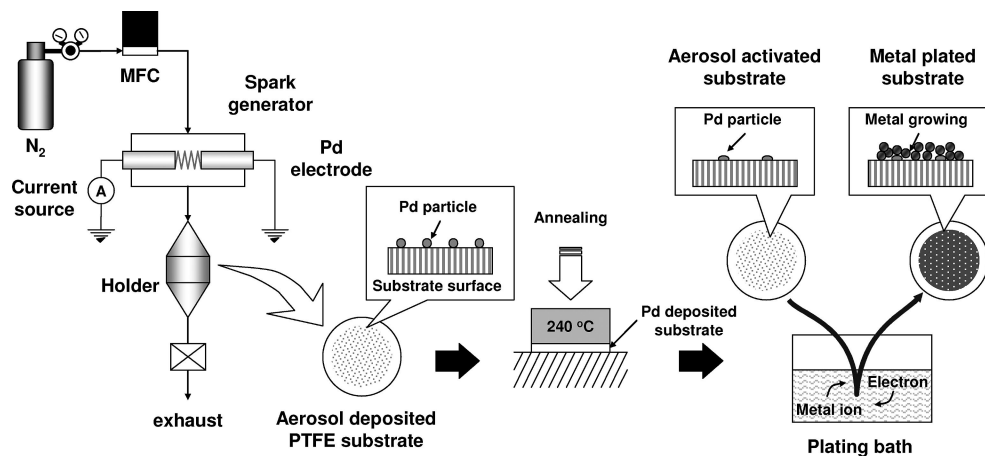 N2
MFC
Spark
generator
Pd
electrode
Current
source
A
Holder
exhaust
Pd particle
Substrate surface
Aerosol deposited
PTFE substrate
Annealing
240 ºC
Pd deposited
substrate
Aerosol activated
substrate
Pd particle
Metal plated
substrate
Metal growing
Electron
Metal ion
Plating bath